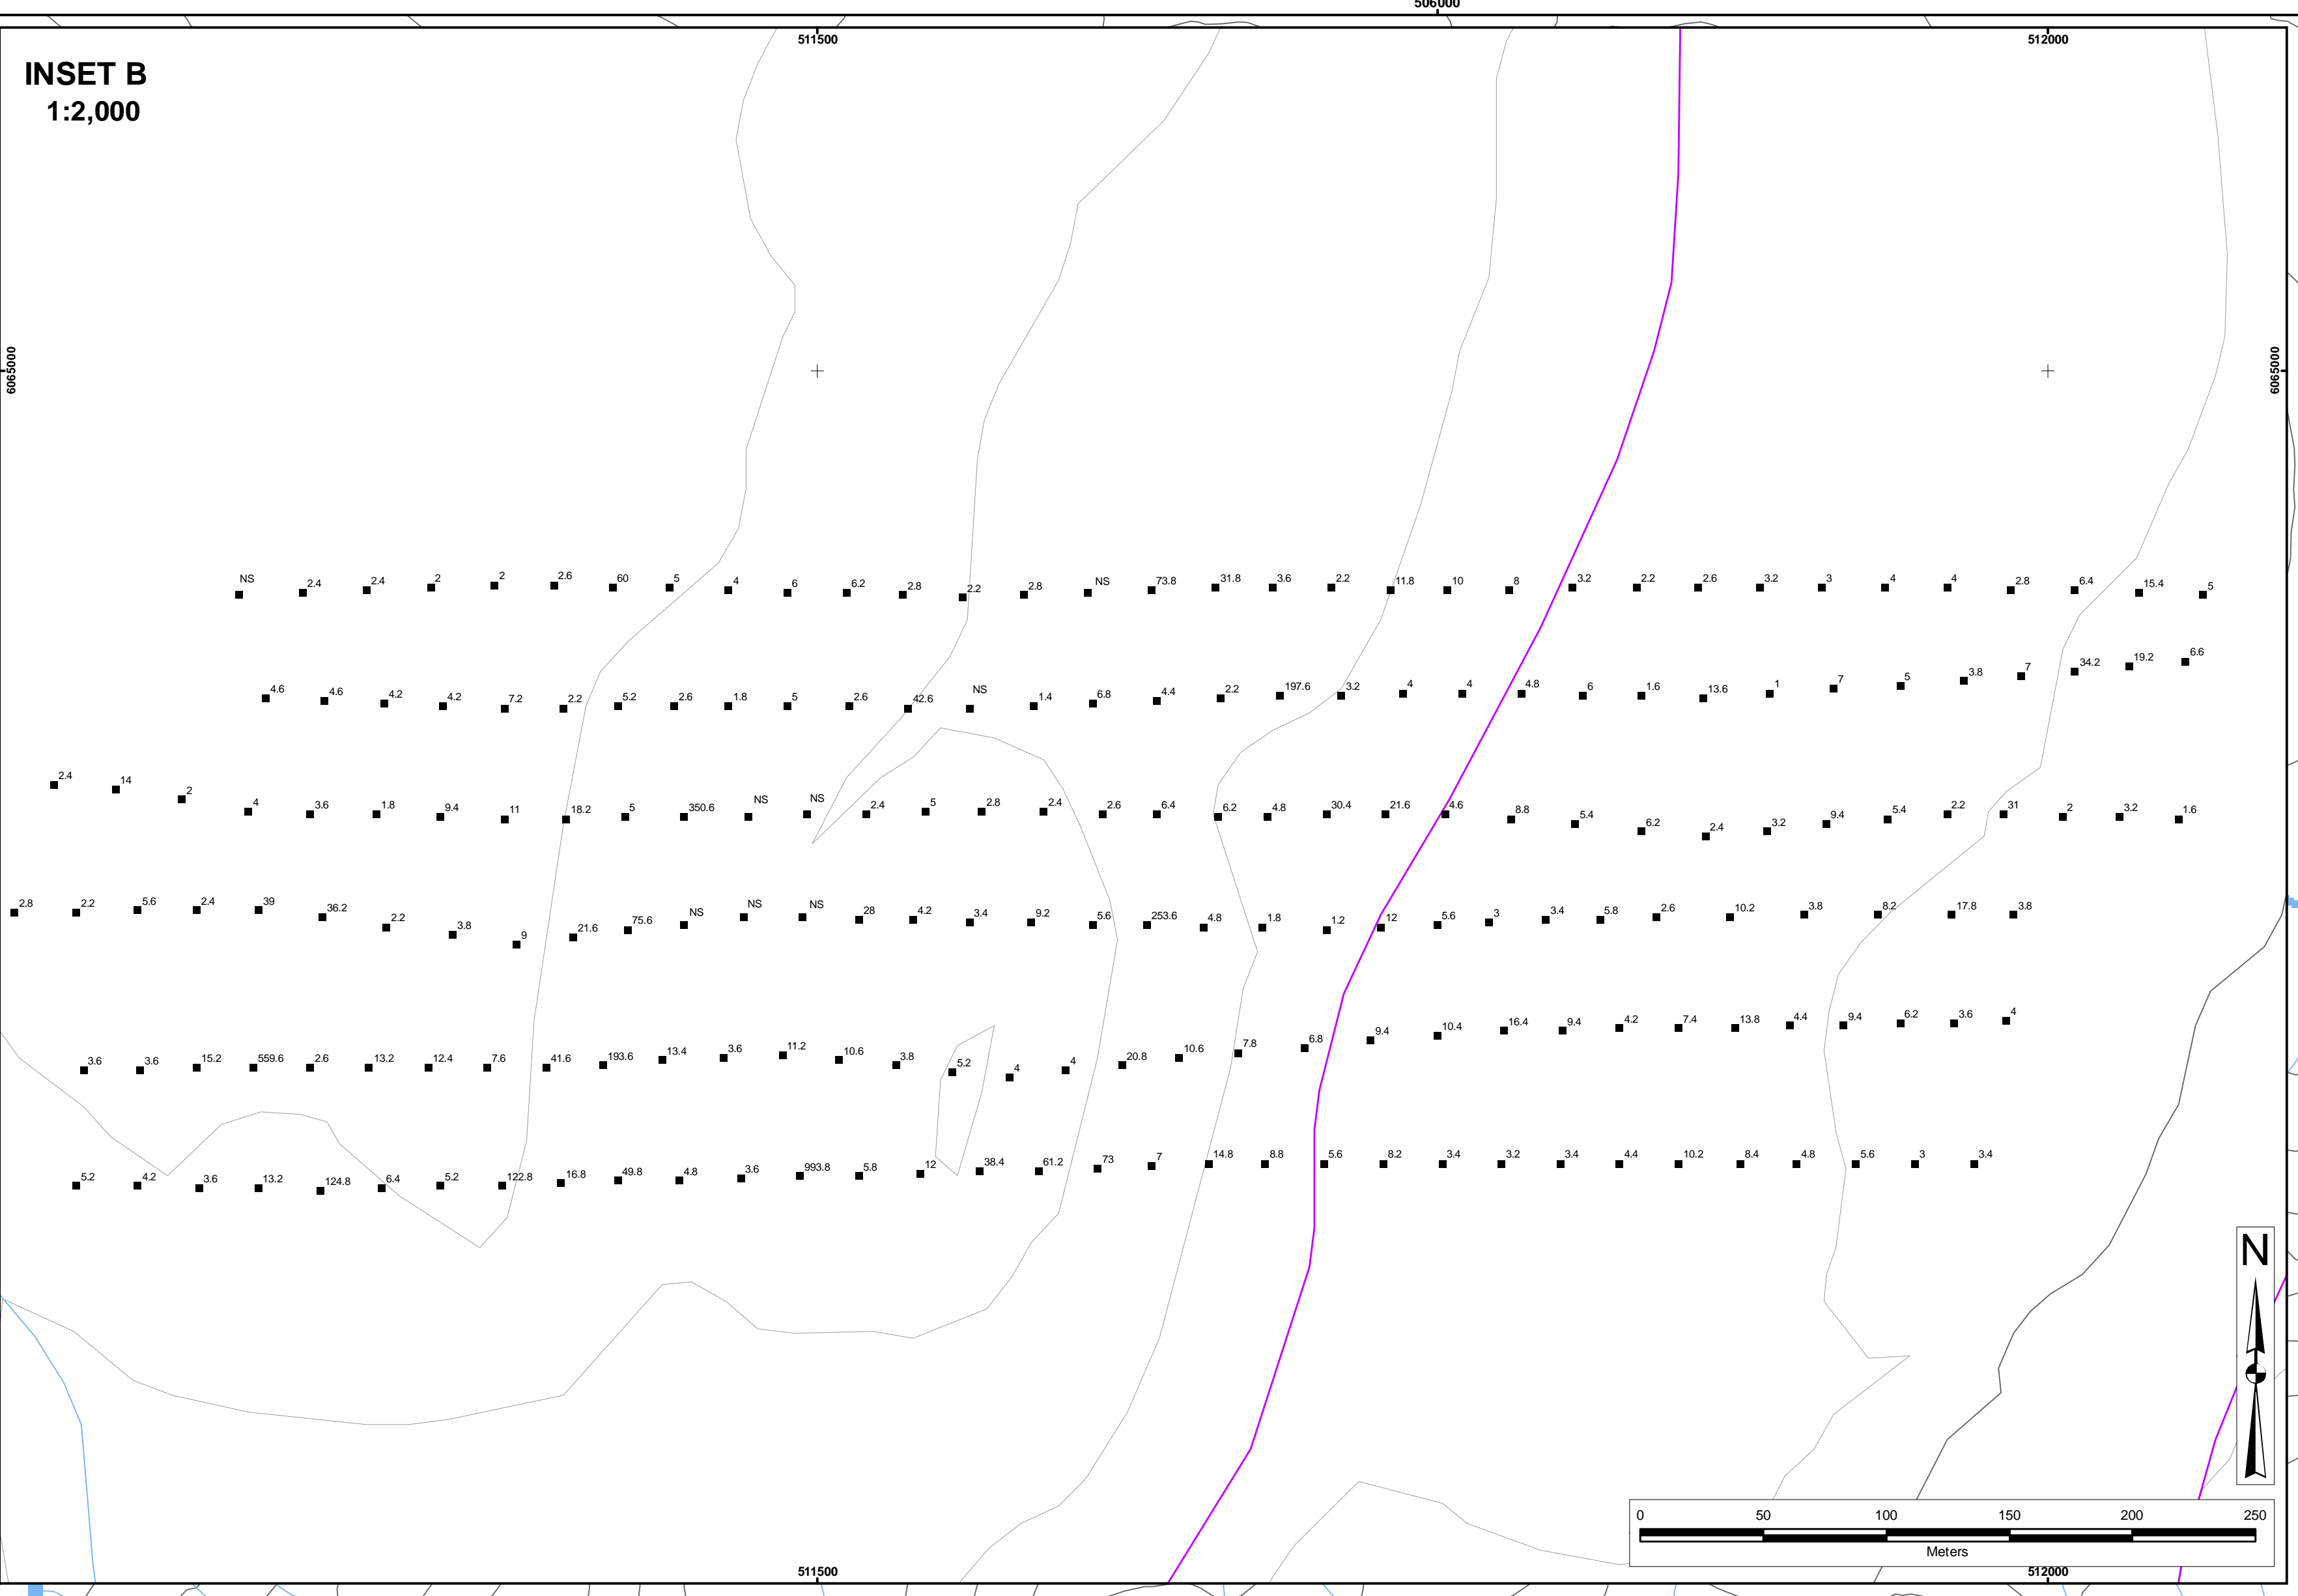 506000
511500 512000
INSET B
1:2,000
6065000 6065000
NS 2.4 2.4 2 2 2.6 60 5 4 6 6.2 2.8 2.2 2.8 NS 73.8 31.8 3.6 2.2 11.8 10 8 3.2 2.2 2.6 3.2 3 4 4 2.8 6.4 15.4 5
4.6 4.6 4.2 4.2 7.2 2.2 5.2 2.6 1.8 5 2.6 42.6 NS 1.4 6.8 4.4 2.2 197.6 3.2 4 4 4.8 6 1.6 13.6 1 7 5 3.8 7 34.2 19.2 6.6
2.4 14 2 4 3.6 1.8 9.4 11 18.2 5 350.6 NS NS 2.4 5 2.8 2.4 2.6 6.4 6.2 4.8 30.4 21.6 4.6 8.8 5.4 6.2 2.4 3.2 9.4 5.4 2.2 31 2 3.2 1.6
2.8 2.2 5.6 2.4 39 36.2 2.2 3.8 9 21.6 75.6 NS NS NS 28 4.2 3.4 9.2 5.6 253.6 4.8 1.8 1.2 12 5.6 3 3.4 5.8 2.6 10.2 3.8 8.2 17.8 3.8
3.6 3.6 15.2 559.6 2.6 13.2 12.4 7.6 41.6 193.6 13.4 3.6 11.2 10.6 3.8 5.2 4 4 20.8 10.6 7.8 6.8 9.4 10.4 16.4 9.4 4.2 7.4 13.8 4.4 9.4 6.2 3.6 4
5.2 4.2 3.6 13.2 124.8 6.4 5.2 122.8 16.8 49.8 4.8 3.6 993.8 5.8 12 38.4 61.2 73 7 14.8 8.8 5.6 8.2 3.4 3.2 3.4 4.4 10.2 8.4 4.8 5.6 3 3.4
N
0 50 100 150 200 250
Meters
511500 512000